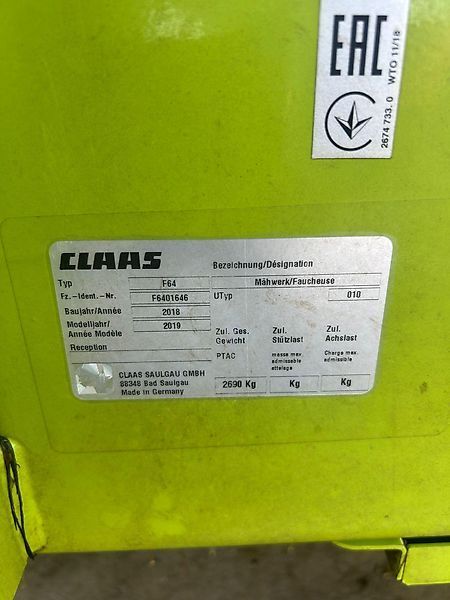 EAC
2674 733. 0 WTO 11/18
CLAAS
Bezeichnung/Désignation
Typ F64 Mähwerk/Faucheuse
Fz.-Ident.-Nr. F6401646 UTyp 010
Baujahr/Année 2018
Modelljahr/ Année Modèle 2019
Reception
Zul. Ges. Gewicht
PTAC
2690 Kg
Zul. Stützlast
masse max. admissible attelage
Kg
Zul. Achslast
Charge max. admissible
Kg
CLAAS SAULGAU GMBH
88348 Bad Saulgau
Made in Germany